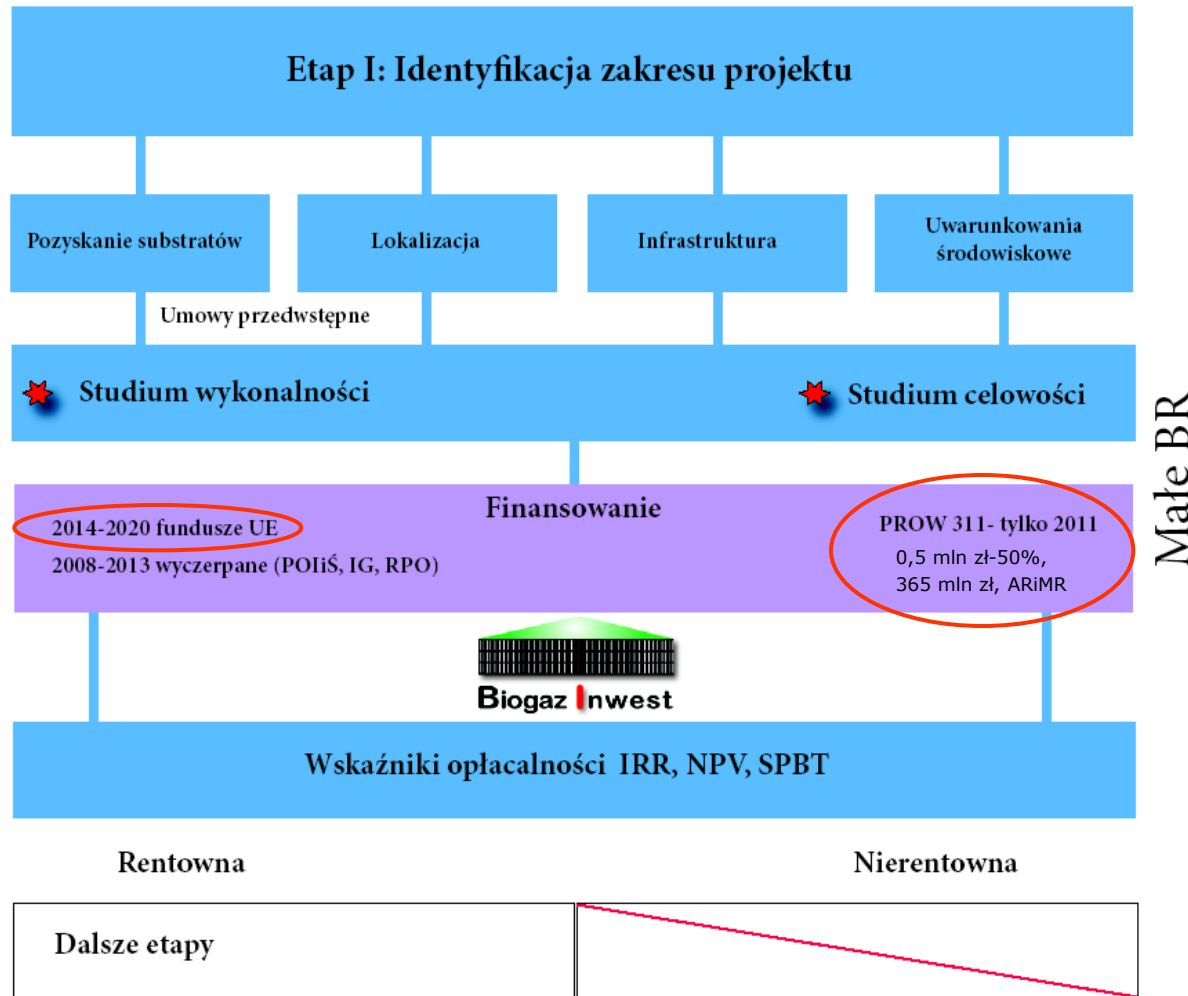 Etap I: Identyfikacja zakresu projektu
Pozyskanie substratów
Lokalizacja
Infrastruktura
Uwarunkowania
środowiskowe
Umowy przedwstępne
Studium wykonalności
Studium celowości
Małe BR
Finansowanie
2014-2020 fundusze UE
2008-2013 wyczerpane (POIiŚ, IG, RPO)
PROW 311- tylko 2011
0,5 mln zł-50%,
365 mln zł, ARiMR
Biogaz Inwest
Wskaźniki opłacalności IRR, NPV, SPBT
Rentowna
Nierentowna
Dalsze etapy